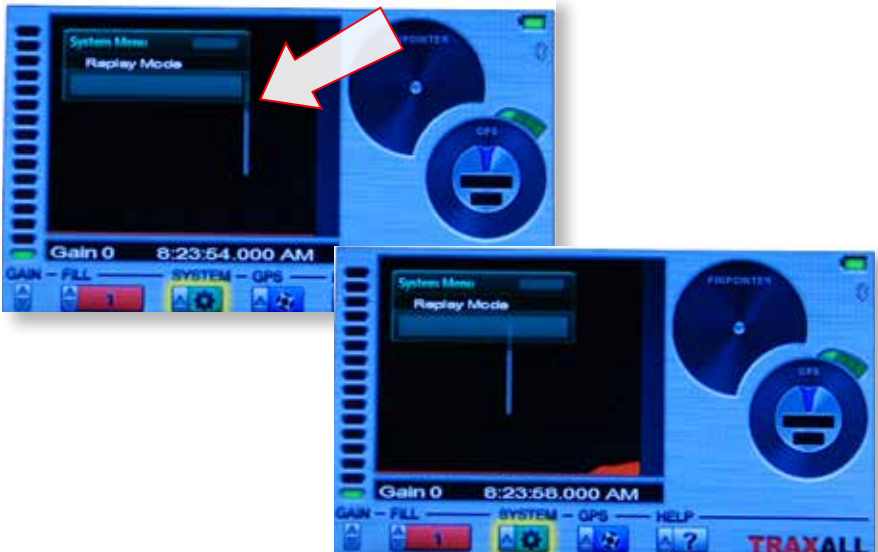 System Menu
Replay Mode
POINTER
GPS
Gain 0 8:23:54.000 AM
GAIN – FILL – SYSTEM – GPS –
1
System Menu
Replay Mode
PINPOINTER
GPS
Gain 0 8:23:58.000 AM
GAIN – FILL – SYSTEM – GPS – HELP
1 ?
TRAXALL